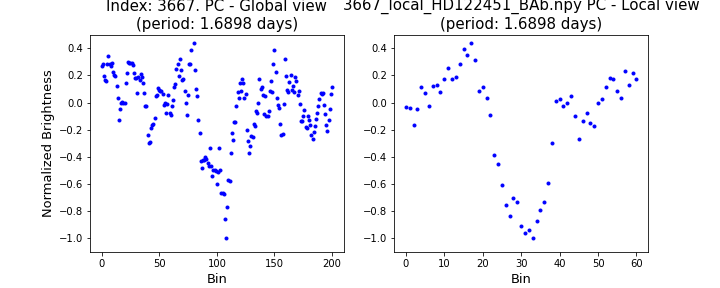 Index: 3667. PC - Global view
(period: 1.6898 days)
3667_local_HD122451_BAb.npy PC - Local view
(period: 1.6898 days)
Normalized Brightness
0.4
0.2
0.0
−0.2
−0.4
−0.6
−0.8
−1.0
0 50 100 150 200
Bin
0.4
0.2
0.0
−0.2
−0.4
−0.6
−0.8
−1.0
0 10 20 30 40 50 60
Bin